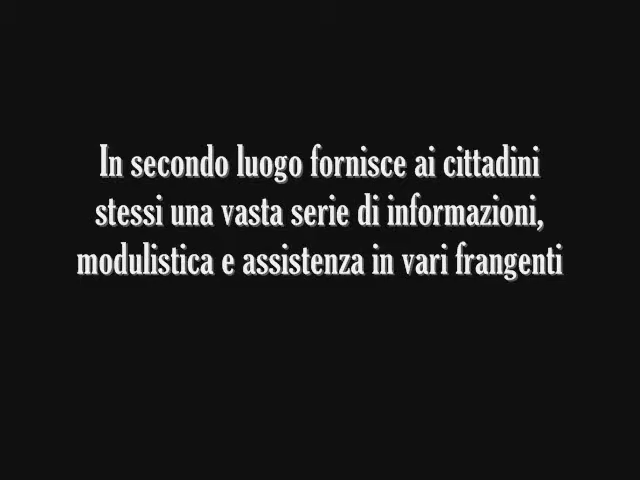 In secondo luogo fornisce ai cittadini
stessi una vasta serie di informazioni,
modulistica e assistenza in vari frangenti